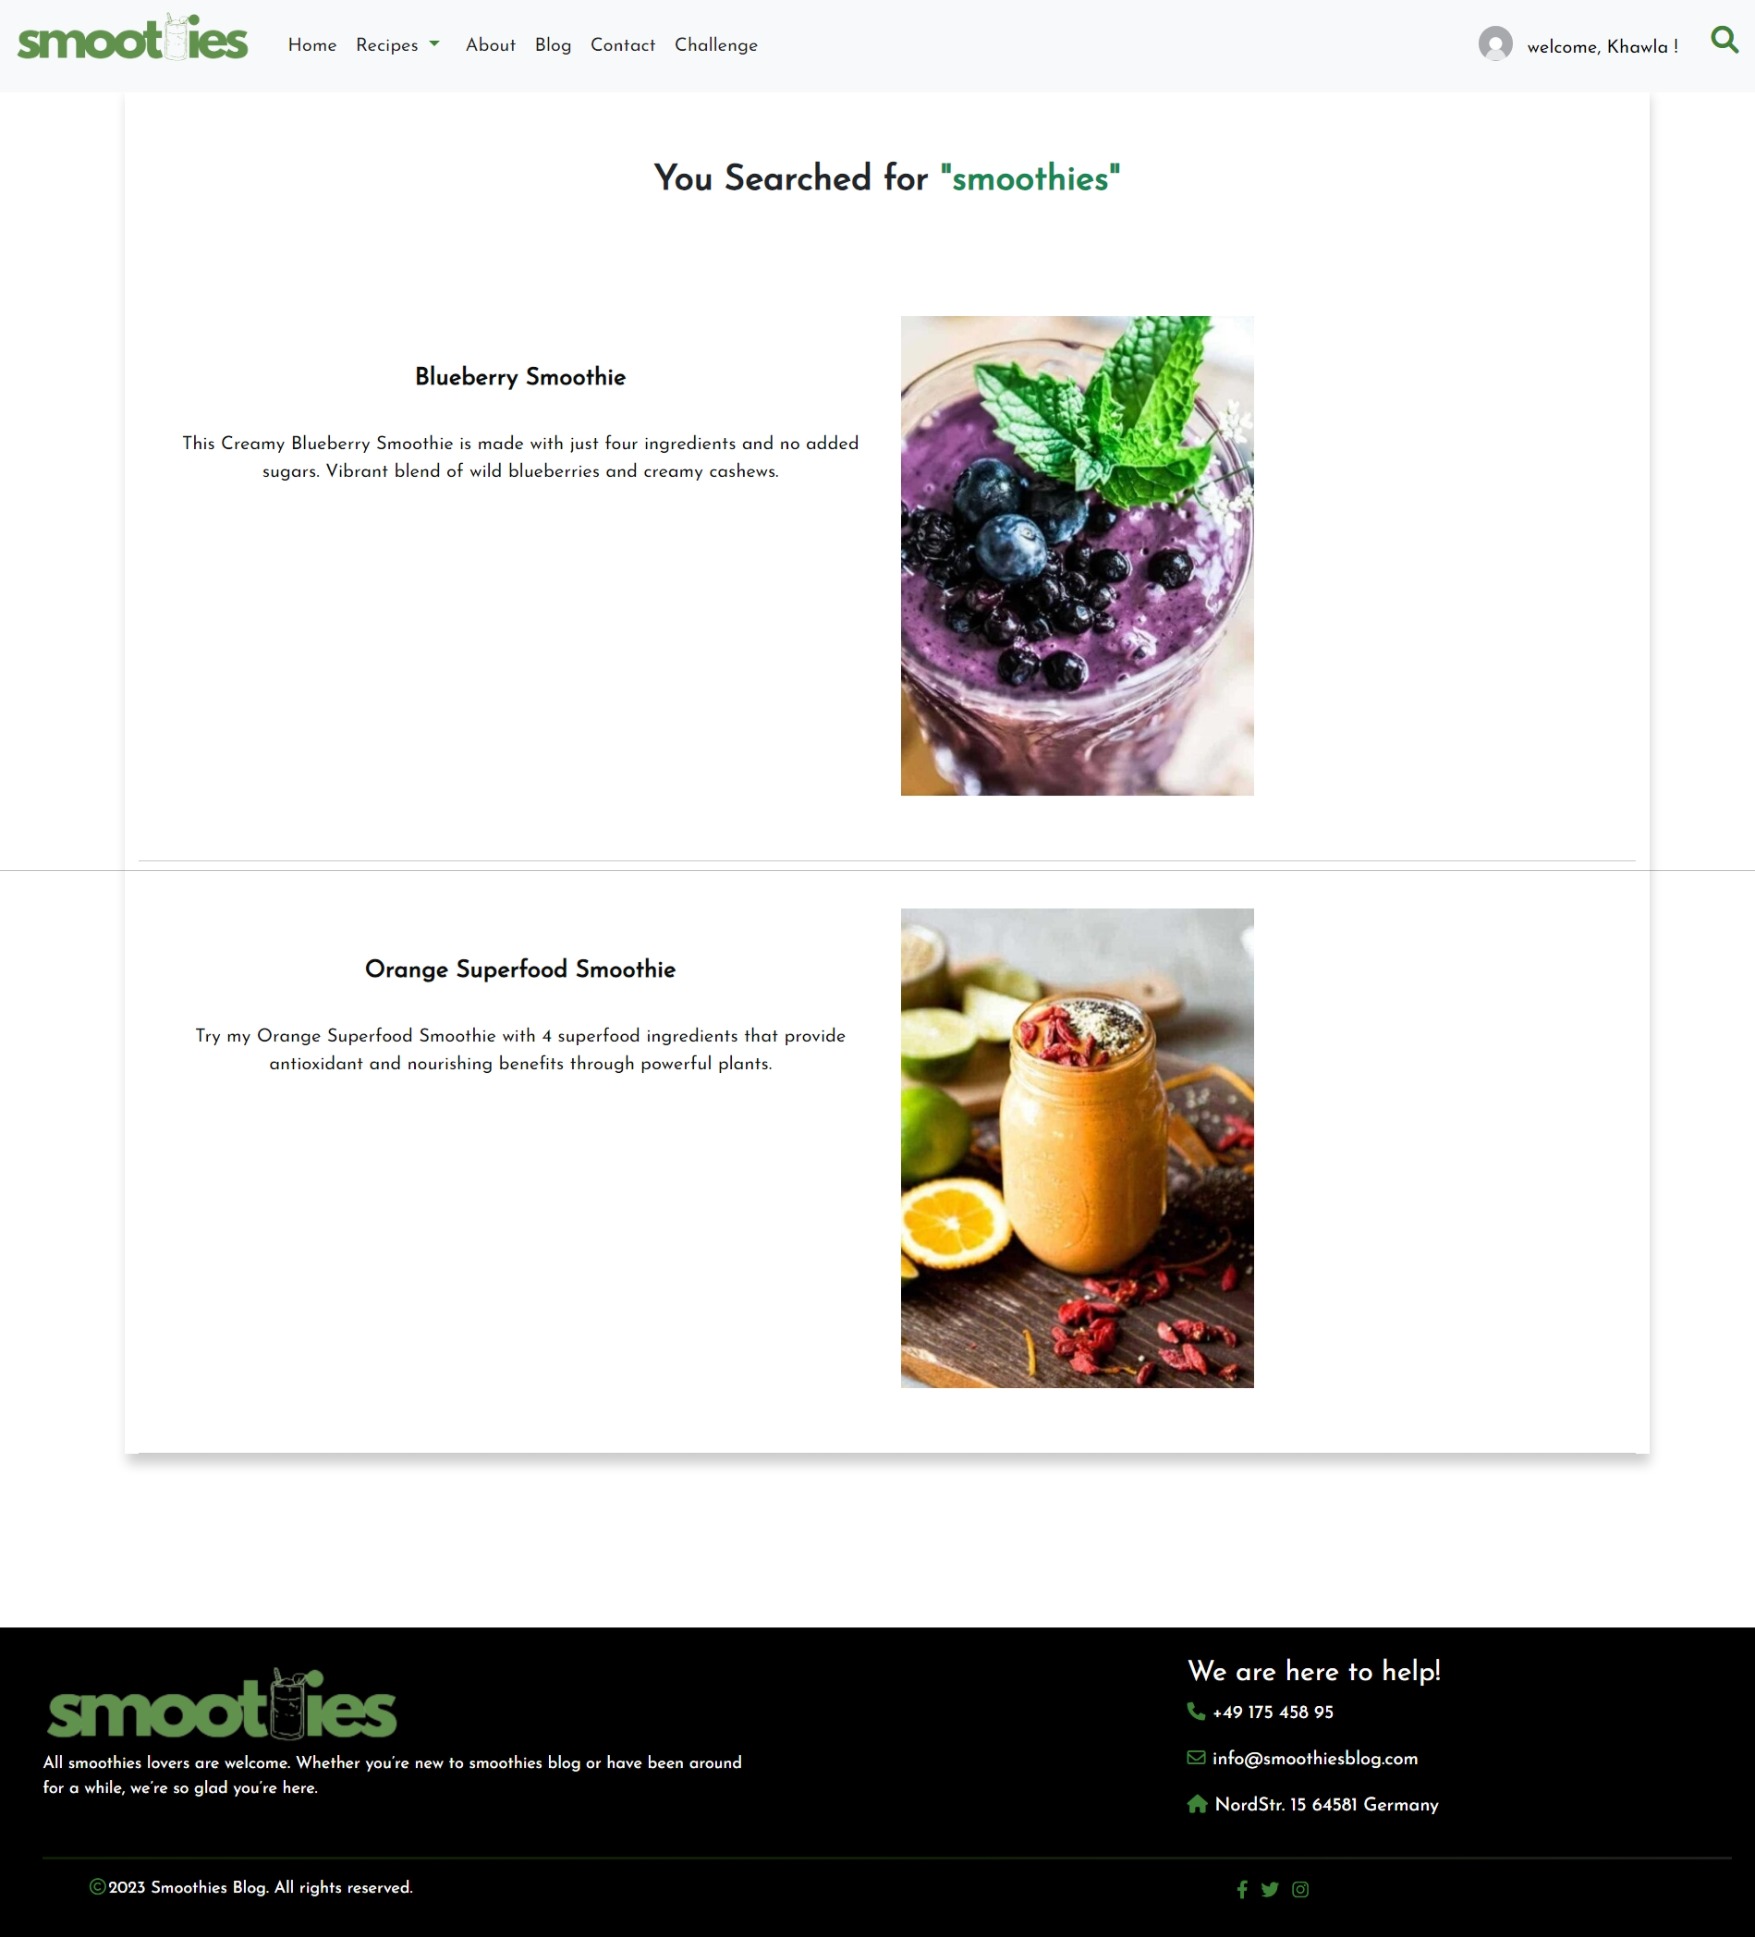 smoothies
Home Recipes About Blog Contact Challenge
welcome, Khawla !
You Searched for "smoothies"
Blueberry Smoothie
This Creamy Blueberry Smoothie is made with just four ingredients and no added
sugars. Vibrant blend of wild blueberries and creamy cashews.
Orange Superfood Smoothie
Try my Orange Superfood Smoothie with 4 superfood ingredients that provide
antioxidant and nourishing benefits through powerful plants.
smoothies
All smoothies lovers are welcome. Whether you're new to smoothies blog or have been around
for a while, we're so glad you're here.
We are here to help!
+49 175 458 95
info@smoothiesblog.com
NordStr. 15 64581 Germany
©2023 Smoothies Blog. All rights reserved.